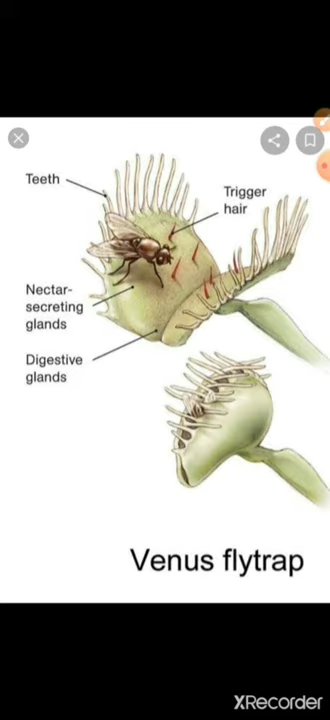 Teeth
Trigger
hair
Nectar-
secreting
glands
Digestive
glands
Venus flytrap
XRecorder